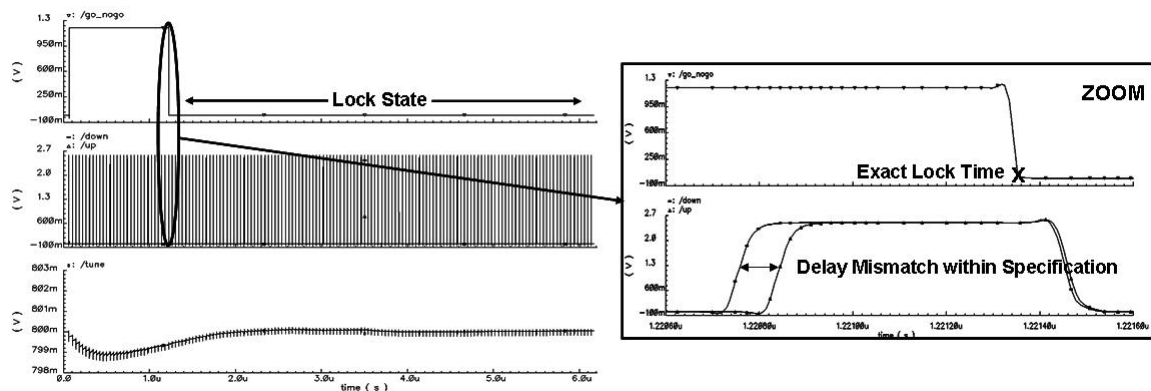 ▿: /go_nogo
1.3
950m
600m
250m
-100m
(V)
Lock State
−: /down
▵: /up
2.7
2.0
1.3
600m
-100m
(V)
▪: /tune
803m
802m
801m
800m
799m
798m
(V)
0.0
1.0u
2.0u
3.0u
4.0u
5.0u
6.0u
time ( s )
ZOOM
▿: /go_nogo
1.3
950m
600m
250m
-100m
(V)
Exact Lock Time X
−: /down
▵: /up
2.7
2.0
1.3
600m
-100m
(V)
Delay Mismatch within Specification
1.22060u
1.22080u
1.22100u
1.22120u
1.22140u
1.22160u
time ( s )